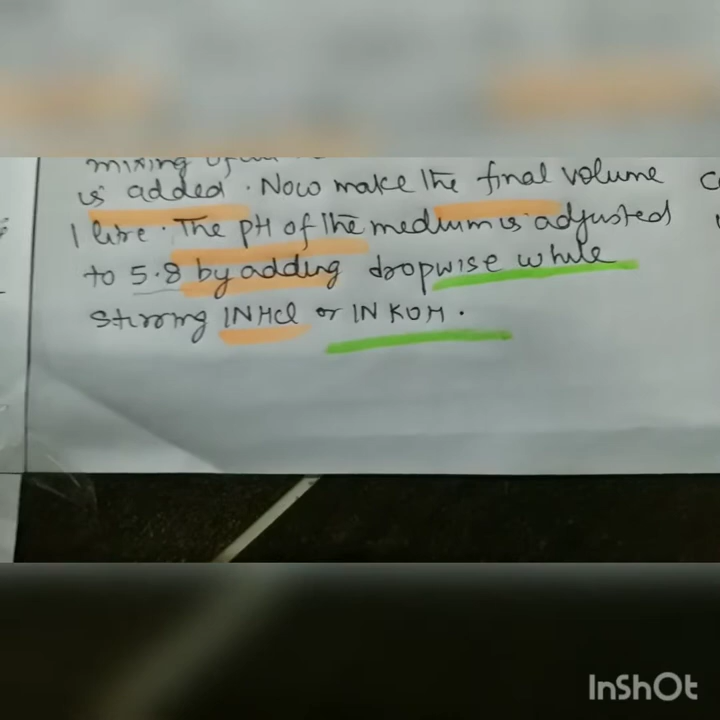 mixing
is added. Now make the final volume
1 litre. The pH of the medium is adjusted
to 5.8 by adding dropwise while
stirring 1N HCl or 1N KOH.
InShOt